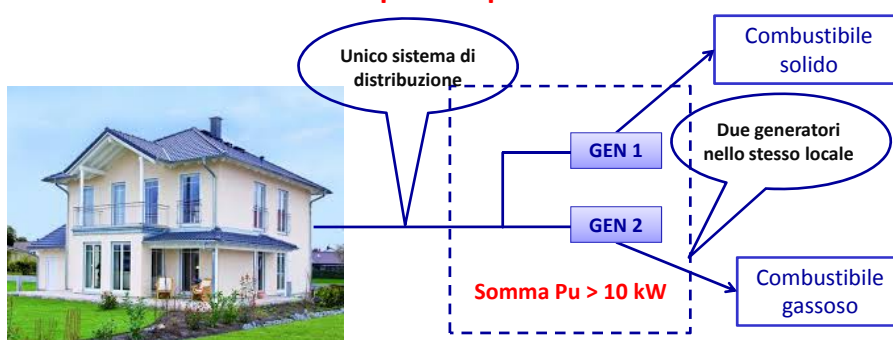 Unico sistema di
distribuzione
Combustibile
solido
GEN 1
Due generatori
nello stesso locale
GEN 2
Somma Pu > 10 kW
Combustibile
gassoso